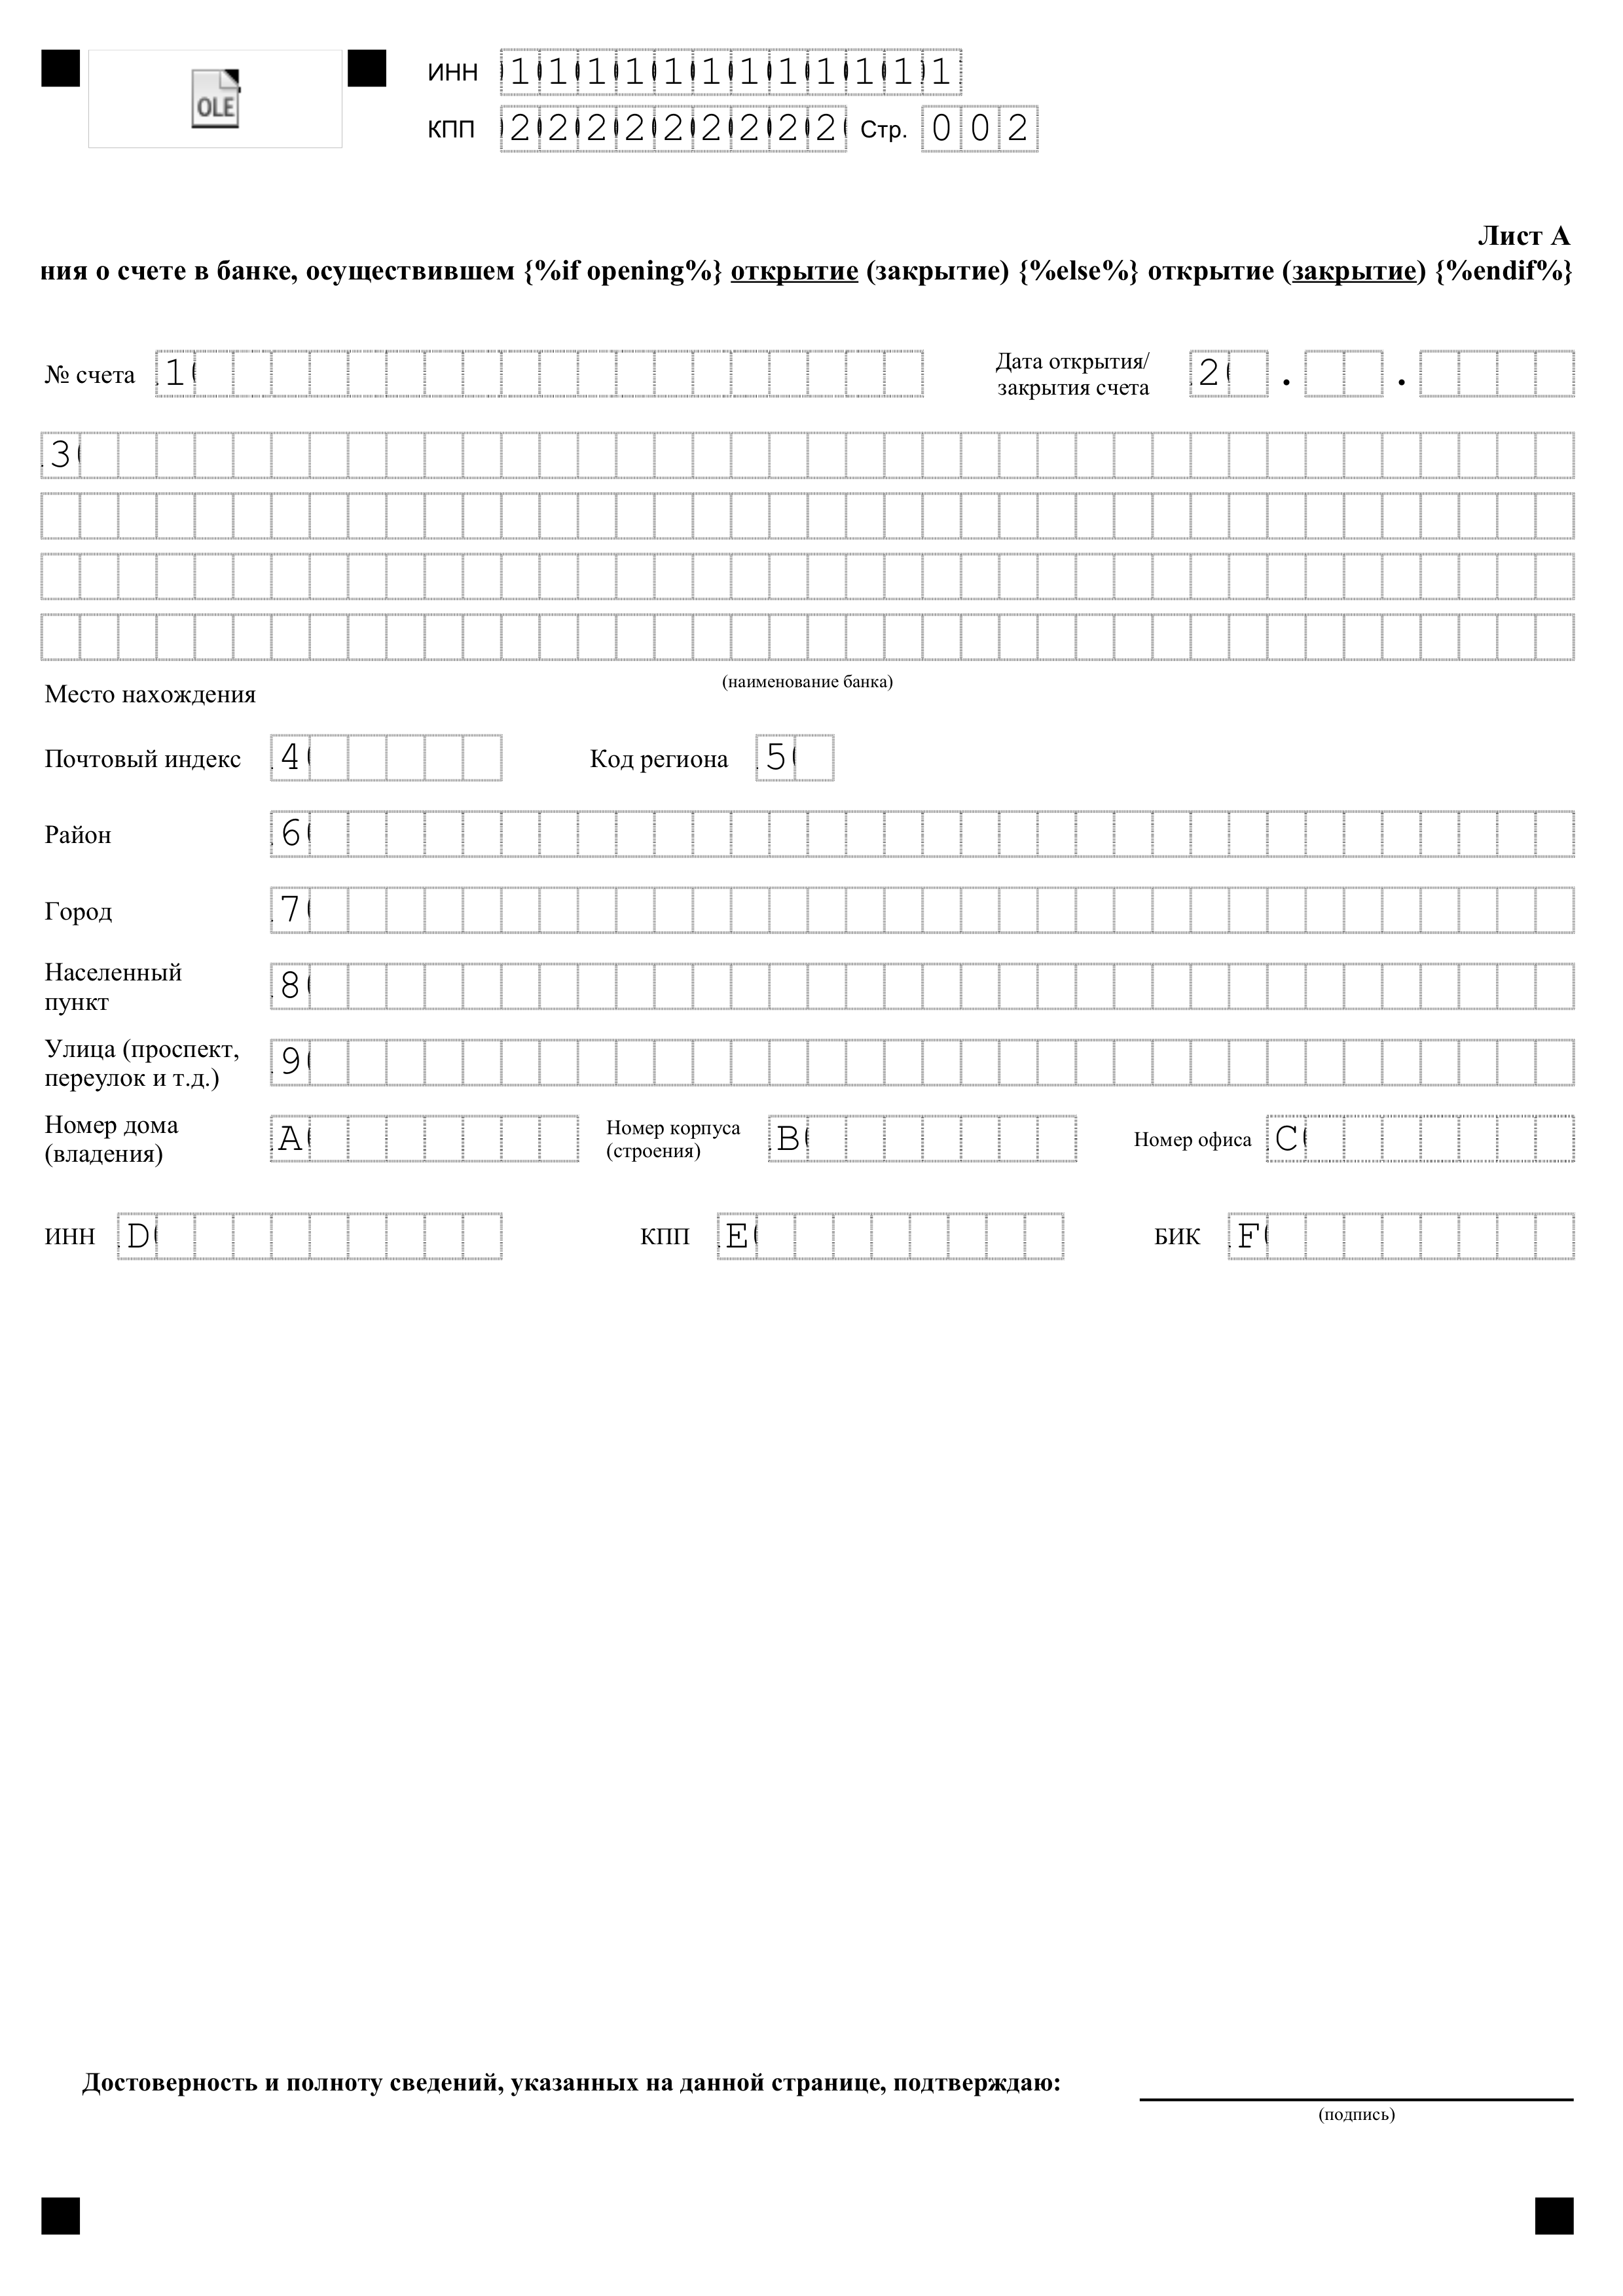 OLE
ИНН 111111111111
КПП 222222222 Стр. 002
Лист А
ния о счете в банке, осуществившем {%if opening%} открытие (закрытие) {%else%} открытие (закрытие) {%endif%}
№ счета 1 Дата открытия/
закрытия счета 2 . .
3
(наименование банка)
Место нахождения
Почтовый индекс 4 Код региона 5
Район 6
Город 7
Населенный
пункт 8
Улица (проспект,
переулок и т.д.) 9
Номер дома
(владения) A Номер корпуса
(строения) B Номер офиса C
ИНН D КПП E БИК F
Достоверность и полноту сведений, указанных на данной странице, подтверждаю:
(подпись)